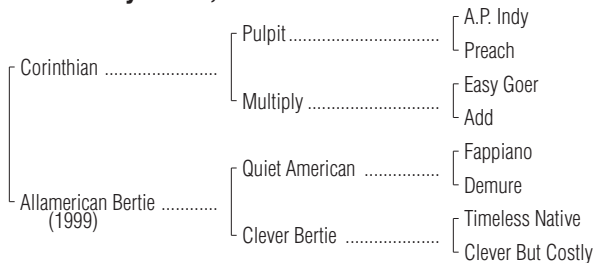 A.P. Indy
Pulpit
Preach
Corinthian
Easy Goer
Multiply
Add
Fappiano
Quiet American
Demure
Allamerican Bertie
(1999)
Timeless Native
Clever Bertie
Clever But Costly